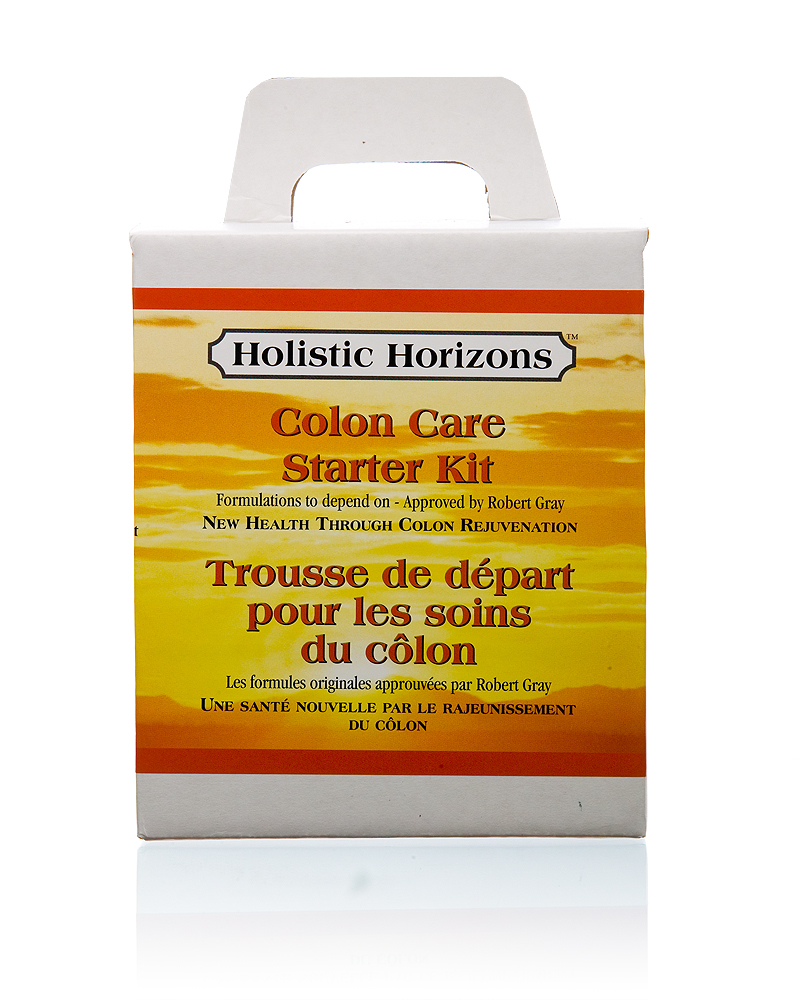 Holistic Horizons™
Colon Care
Starter Kit
Formulations to depend on - Approved by Robert Gray
NEW HEALTH THROUGH COLON REJUVENATION
Trousse de départ
pour les soins
du côlon
Les formules originales approuvées par Robert Gray
UNE SANTÉ NOUVELLE PAR LE RAJEUNISSEMENT
DU CÔLON